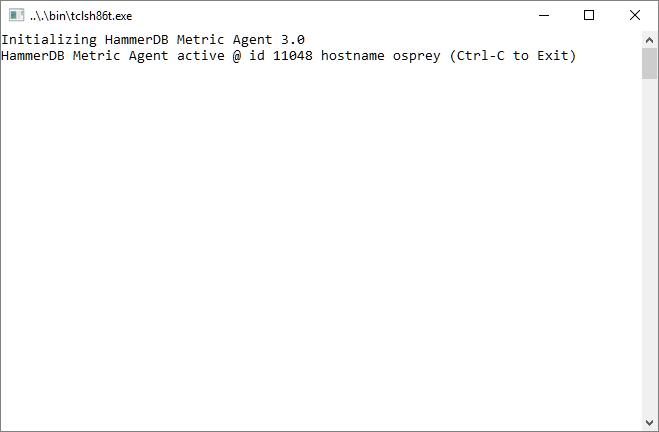 ..\.\bin\tclsh86t.exe
Initializing HammerDB Metric Agent 3.0
HammerDB Metric Agent active @ id 11048 hostname osprey (Ctrl-C to Exit)